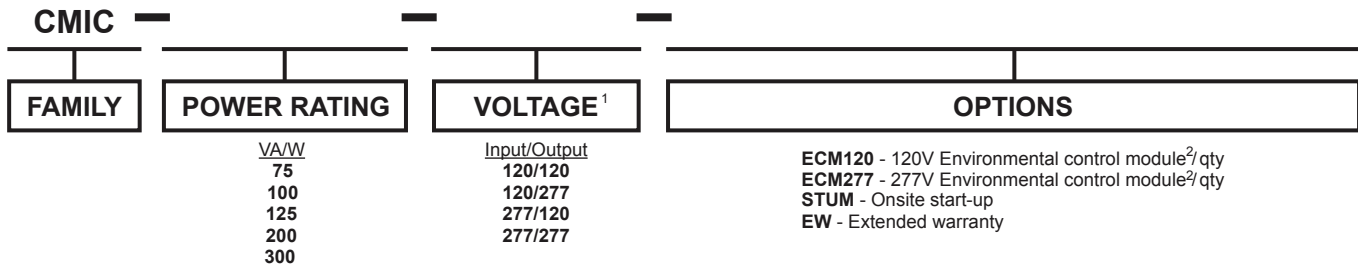 CMIC – – –
FAMILY
POWER RATING
VOLTAGE¹
OPTIONS
VA/W
75
100
125
200
300
Input/Output
120/120
120/277
277/120
277/277
ECM120 - 120V Environmental control module²/ qty
ECM277 - 277V Environmental control module²/ qty
STUM - Onsite start-up
EW - Extended warranty